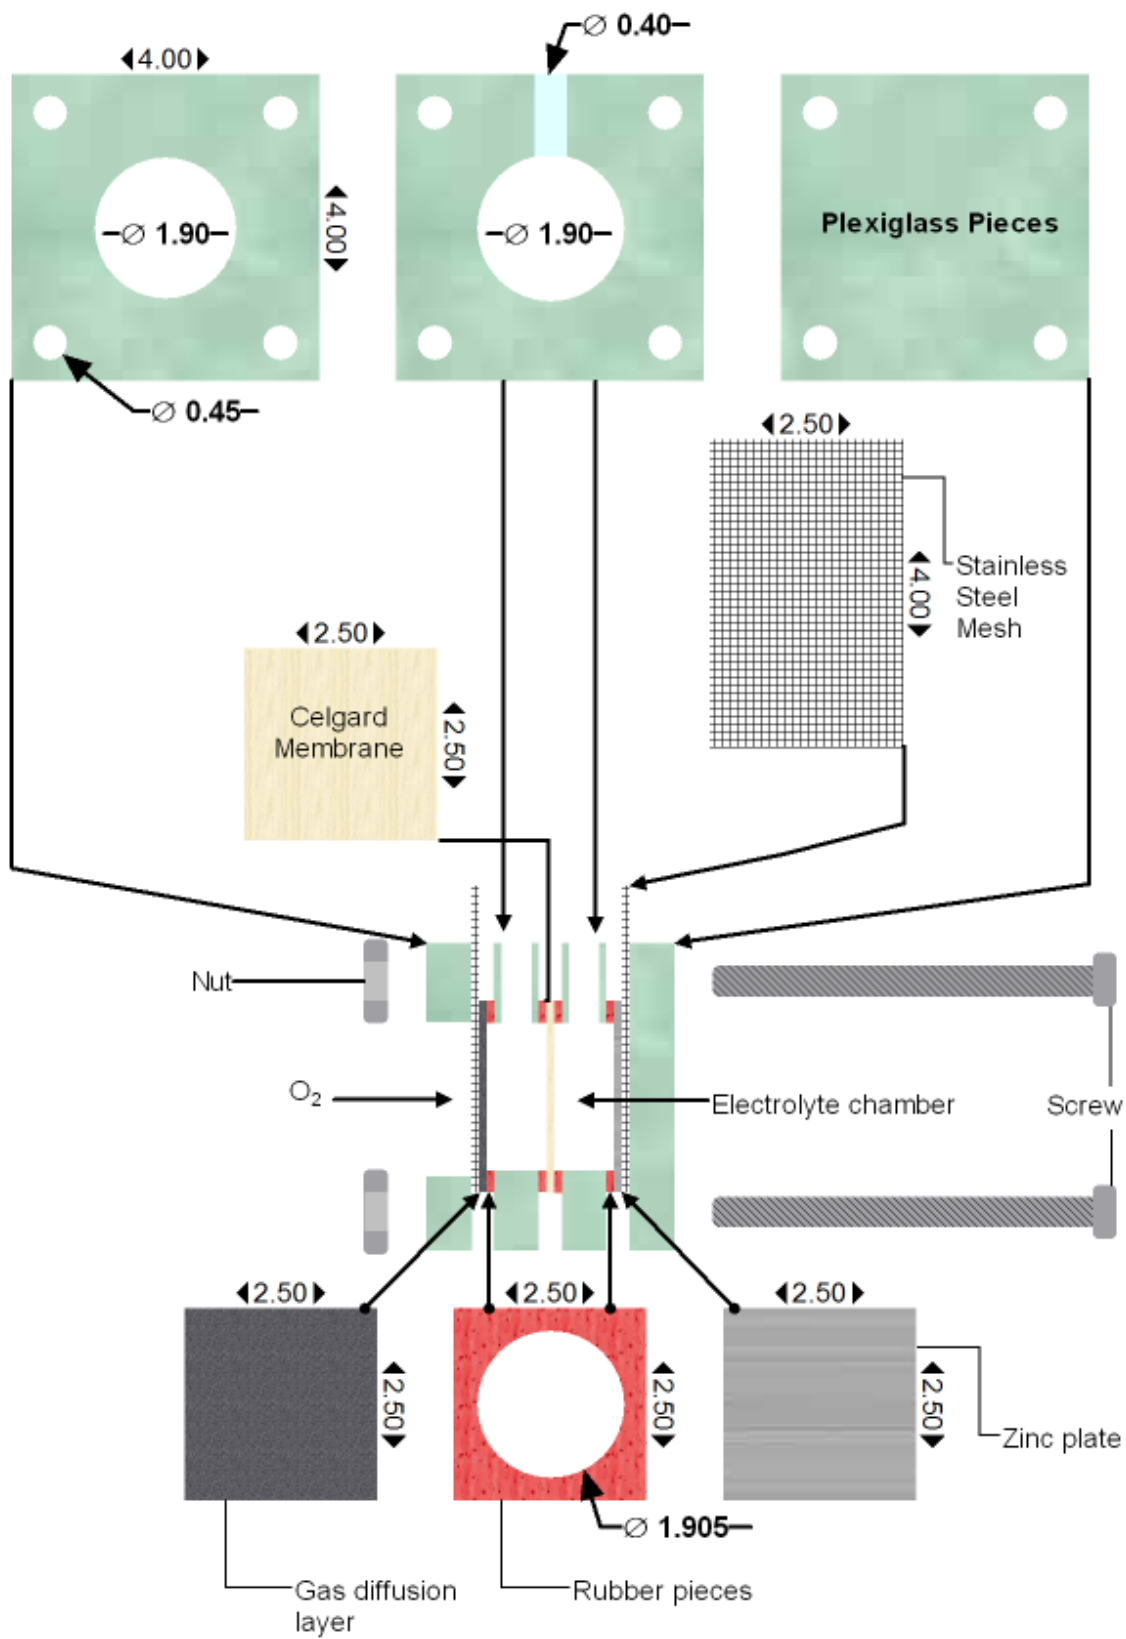 ∅ 0.40
4.00
∅ 1.90
4.00
∅ 1.90
Plexiglass Pieces
∅ 0.45
2.50
Stainless
Steel
Mesh
4.00
2.50
Celgard
Membrane
2.50
Nut
O₂
Electrolyte chamber
Screw
2.50
2.50
2.50
2.50
2.50
2.50
Zinc plate
∅ 1.905
Gas diffusion
layer
Rubber pieces